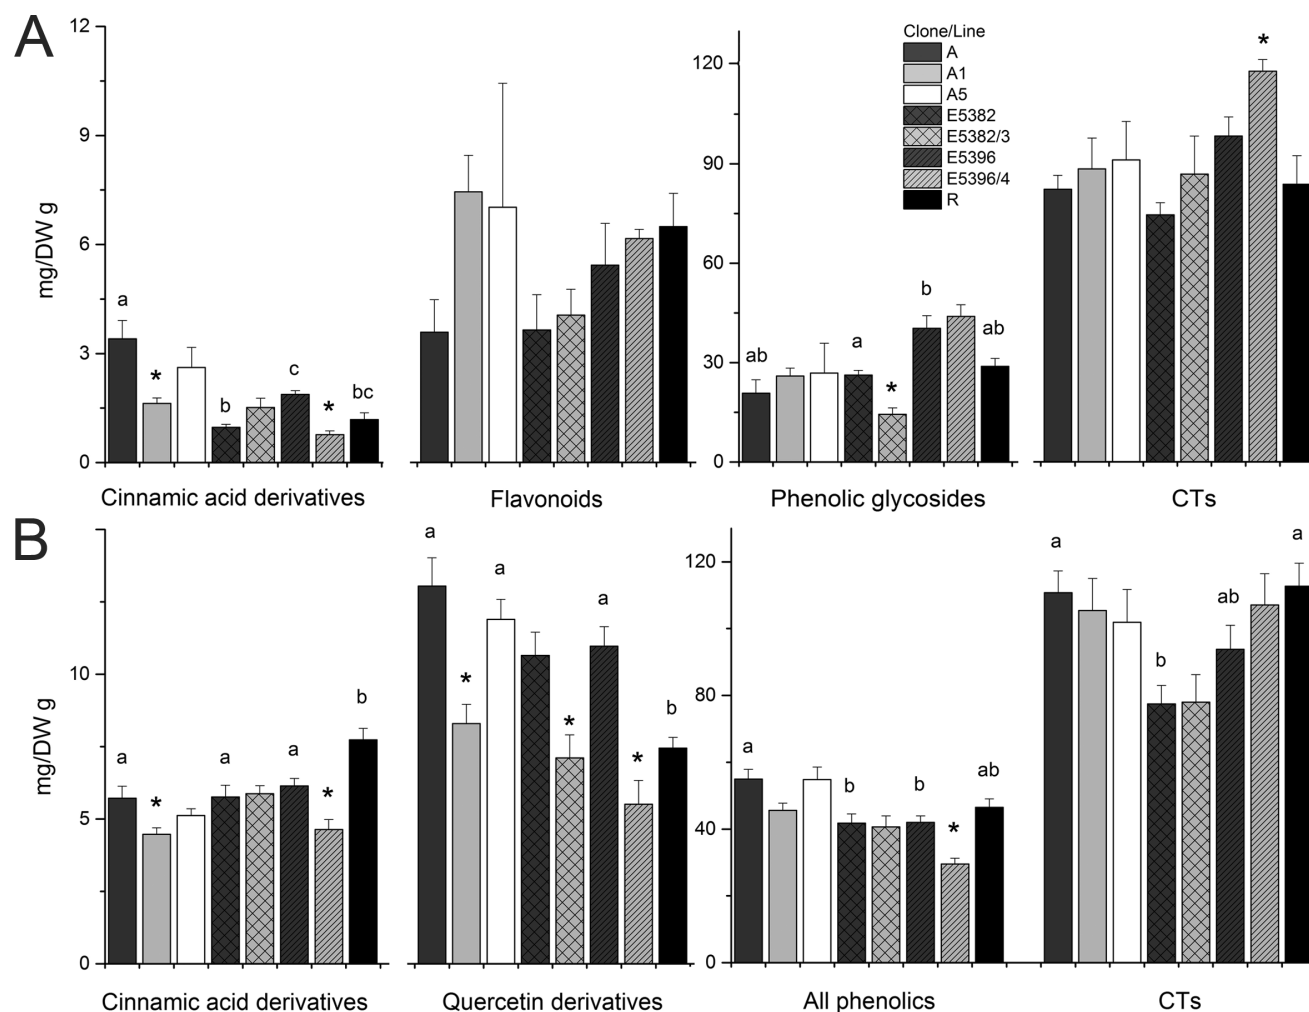 A
12
9
6
3
0
mg/DW g
a
*
b
c
*
bc
Cinnamic acid derivatives
Flavonoids
120
90
60
30
0
ab
a
*
b
ab
Phenolic glycosides
Clone/Line
A
A1
A5
E5382
E5382/3
E5396
E5396/4
R
*
CTs
B
10
5
0
mg/DW g
a
*
a
a
*
b
Cinnamic acid derivatives
a
*
a
*
a
*
b
Quercetin derivatives
120
80
40
0
a
b
b
*
ab
All phenolics
a
b
ab
a
CTs